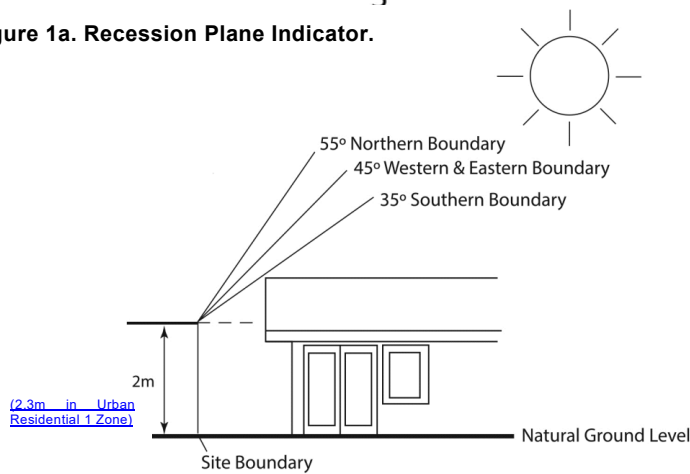 gure 1a. Recession Plane Indicator.
55º Northern Boundary
45º Western & Eastern Boundary
35º Southern Boundary
2m
(2.3m in Urban
Residential 1 Zone)
Natural Ground Level
Site Boundary